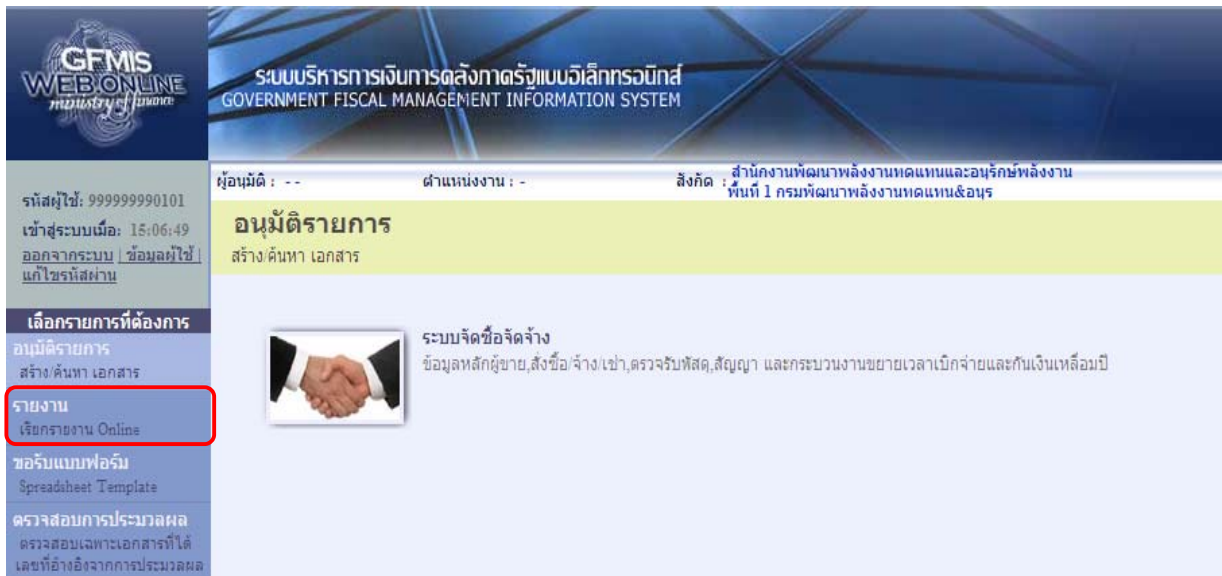 GFMIS
WEB ONLINE
ministry of finance
ระบบบริหารการเงินการคลังภาครัฐแบบอิเล็กทรอนิกส์
GOVERNMENT FISCAL MANAGEMENT INFORMATION SYSTEM
รหัสผู้ใช้: 999999990101
เข้าสู่ระบบเมื่อ: 15:06:49
ออกจากระบบ | ข้อมูลผู้ใช้ |
แก้ไขรหัสผ่าน
เลือกรายการที่ต้องการ
อนุมัติรายการ
สร้าง/ค้นหา เอกสาร
รายงาน
เรียกรายงาน Online
ขอรับแบบฟอร์ม
Spreadsheet Template
ตรวจสอบการประมวลผล
ตรวจสอบเฉพาะเอกสารที่ได้
เลขที่อ้างอิงจากการประมวลผล
ผู้อนุมัติ : - - ตำแหน่งงาน : - สังกัด : สำนักงานพัฒนาพลังงานทดแทนและอนุรักษ์พลังงาน
พื้นที่ 1 กรมพัฒนาพลังงานทดแทน&อนุร
อนุมัติรายการ
สร้าง/ค้นหา เอกสาร
ระบบจัดซื้อจัดจ้าง
ข้อมูลหลักผู้ขาย,สั่งซื้อ/จ้าง/เช่า,ตรวจรับพัสดุ,สัญญา และกระบวนงานขยายเวลาเบิกจ่ายและกันเงินเหลื่อมปี